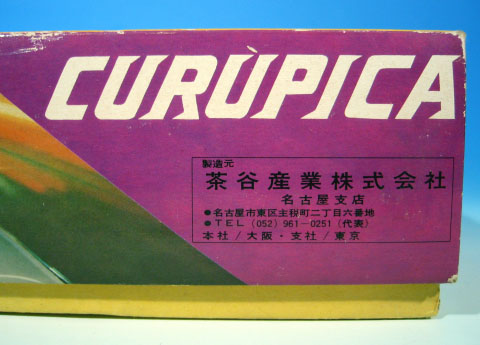 CURÙPICA
製造元
茶谷産業株式会社
名古屋支店
●名古屋市東区主税町二丁目六番地
●TEL (052) 961-0251 (代表)
本社/大阪・支社/東京